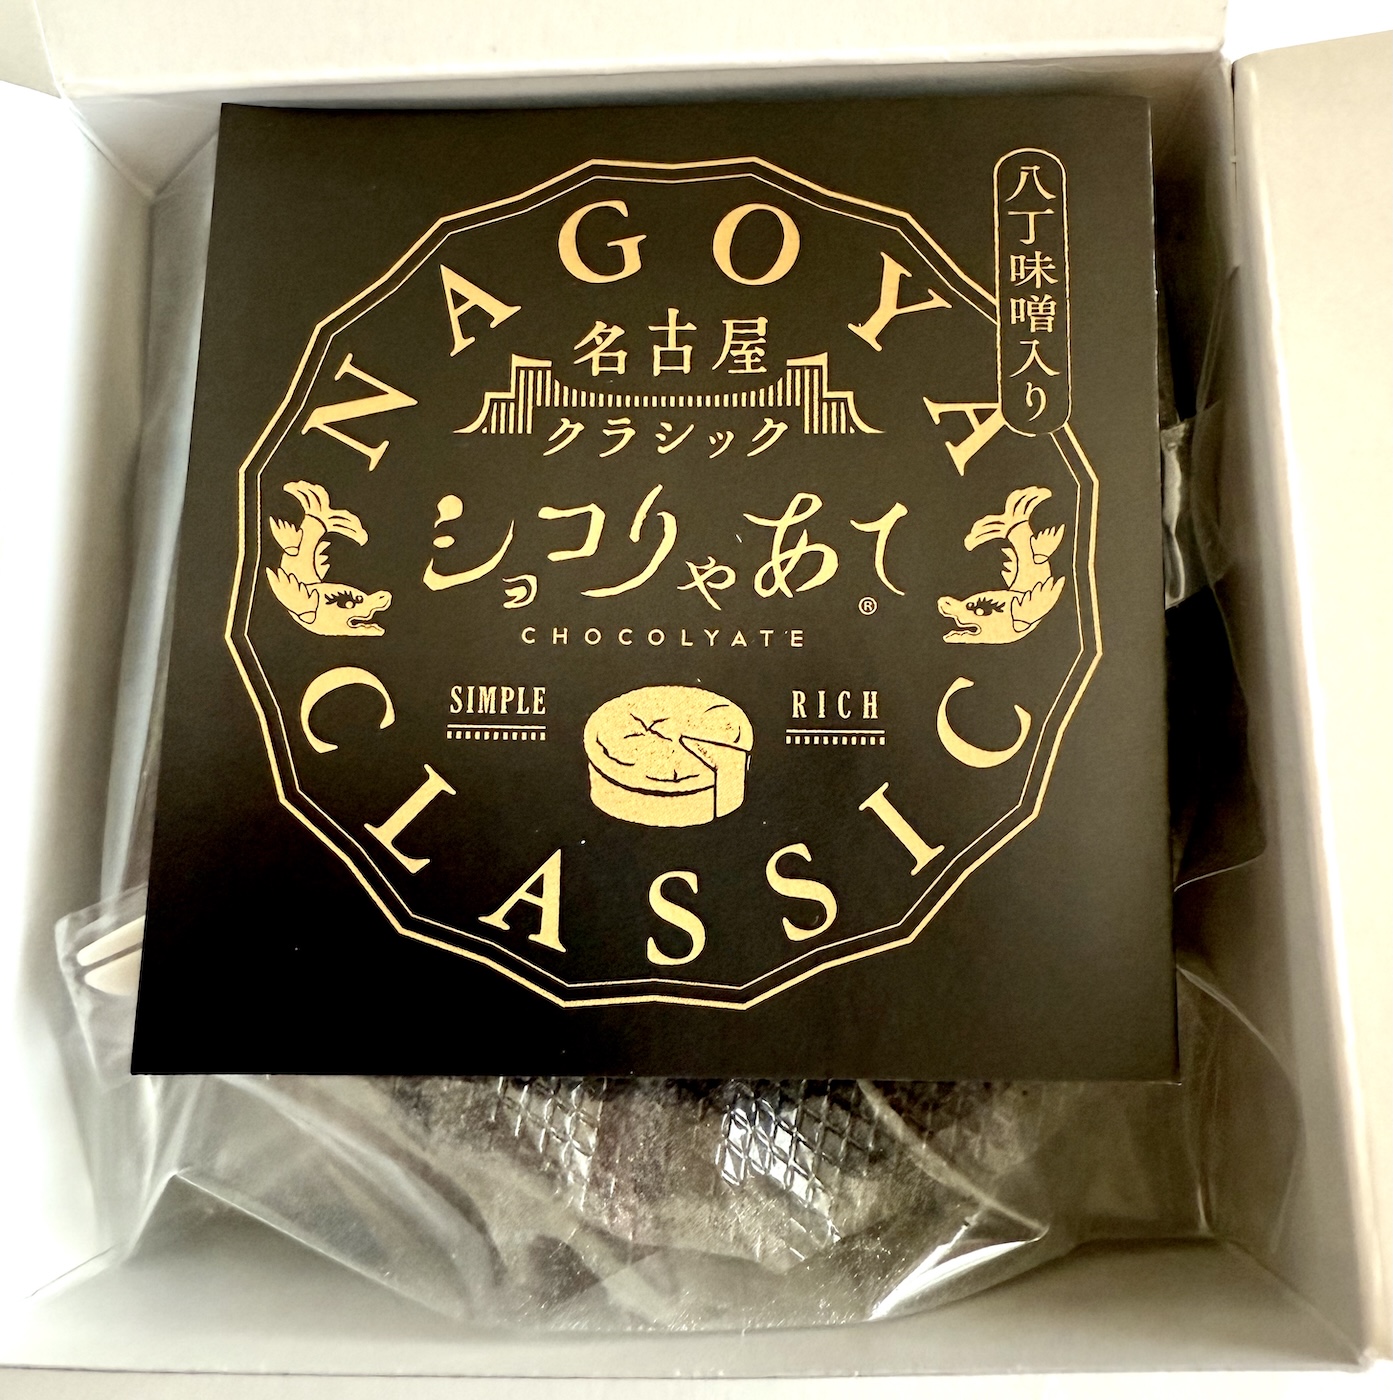 NAGOYA
八丁味噌入り
名古屋
クラシック
ショコりゃあて®
CHOCOLYATE
SIMPLE
RICH
CLASSIC